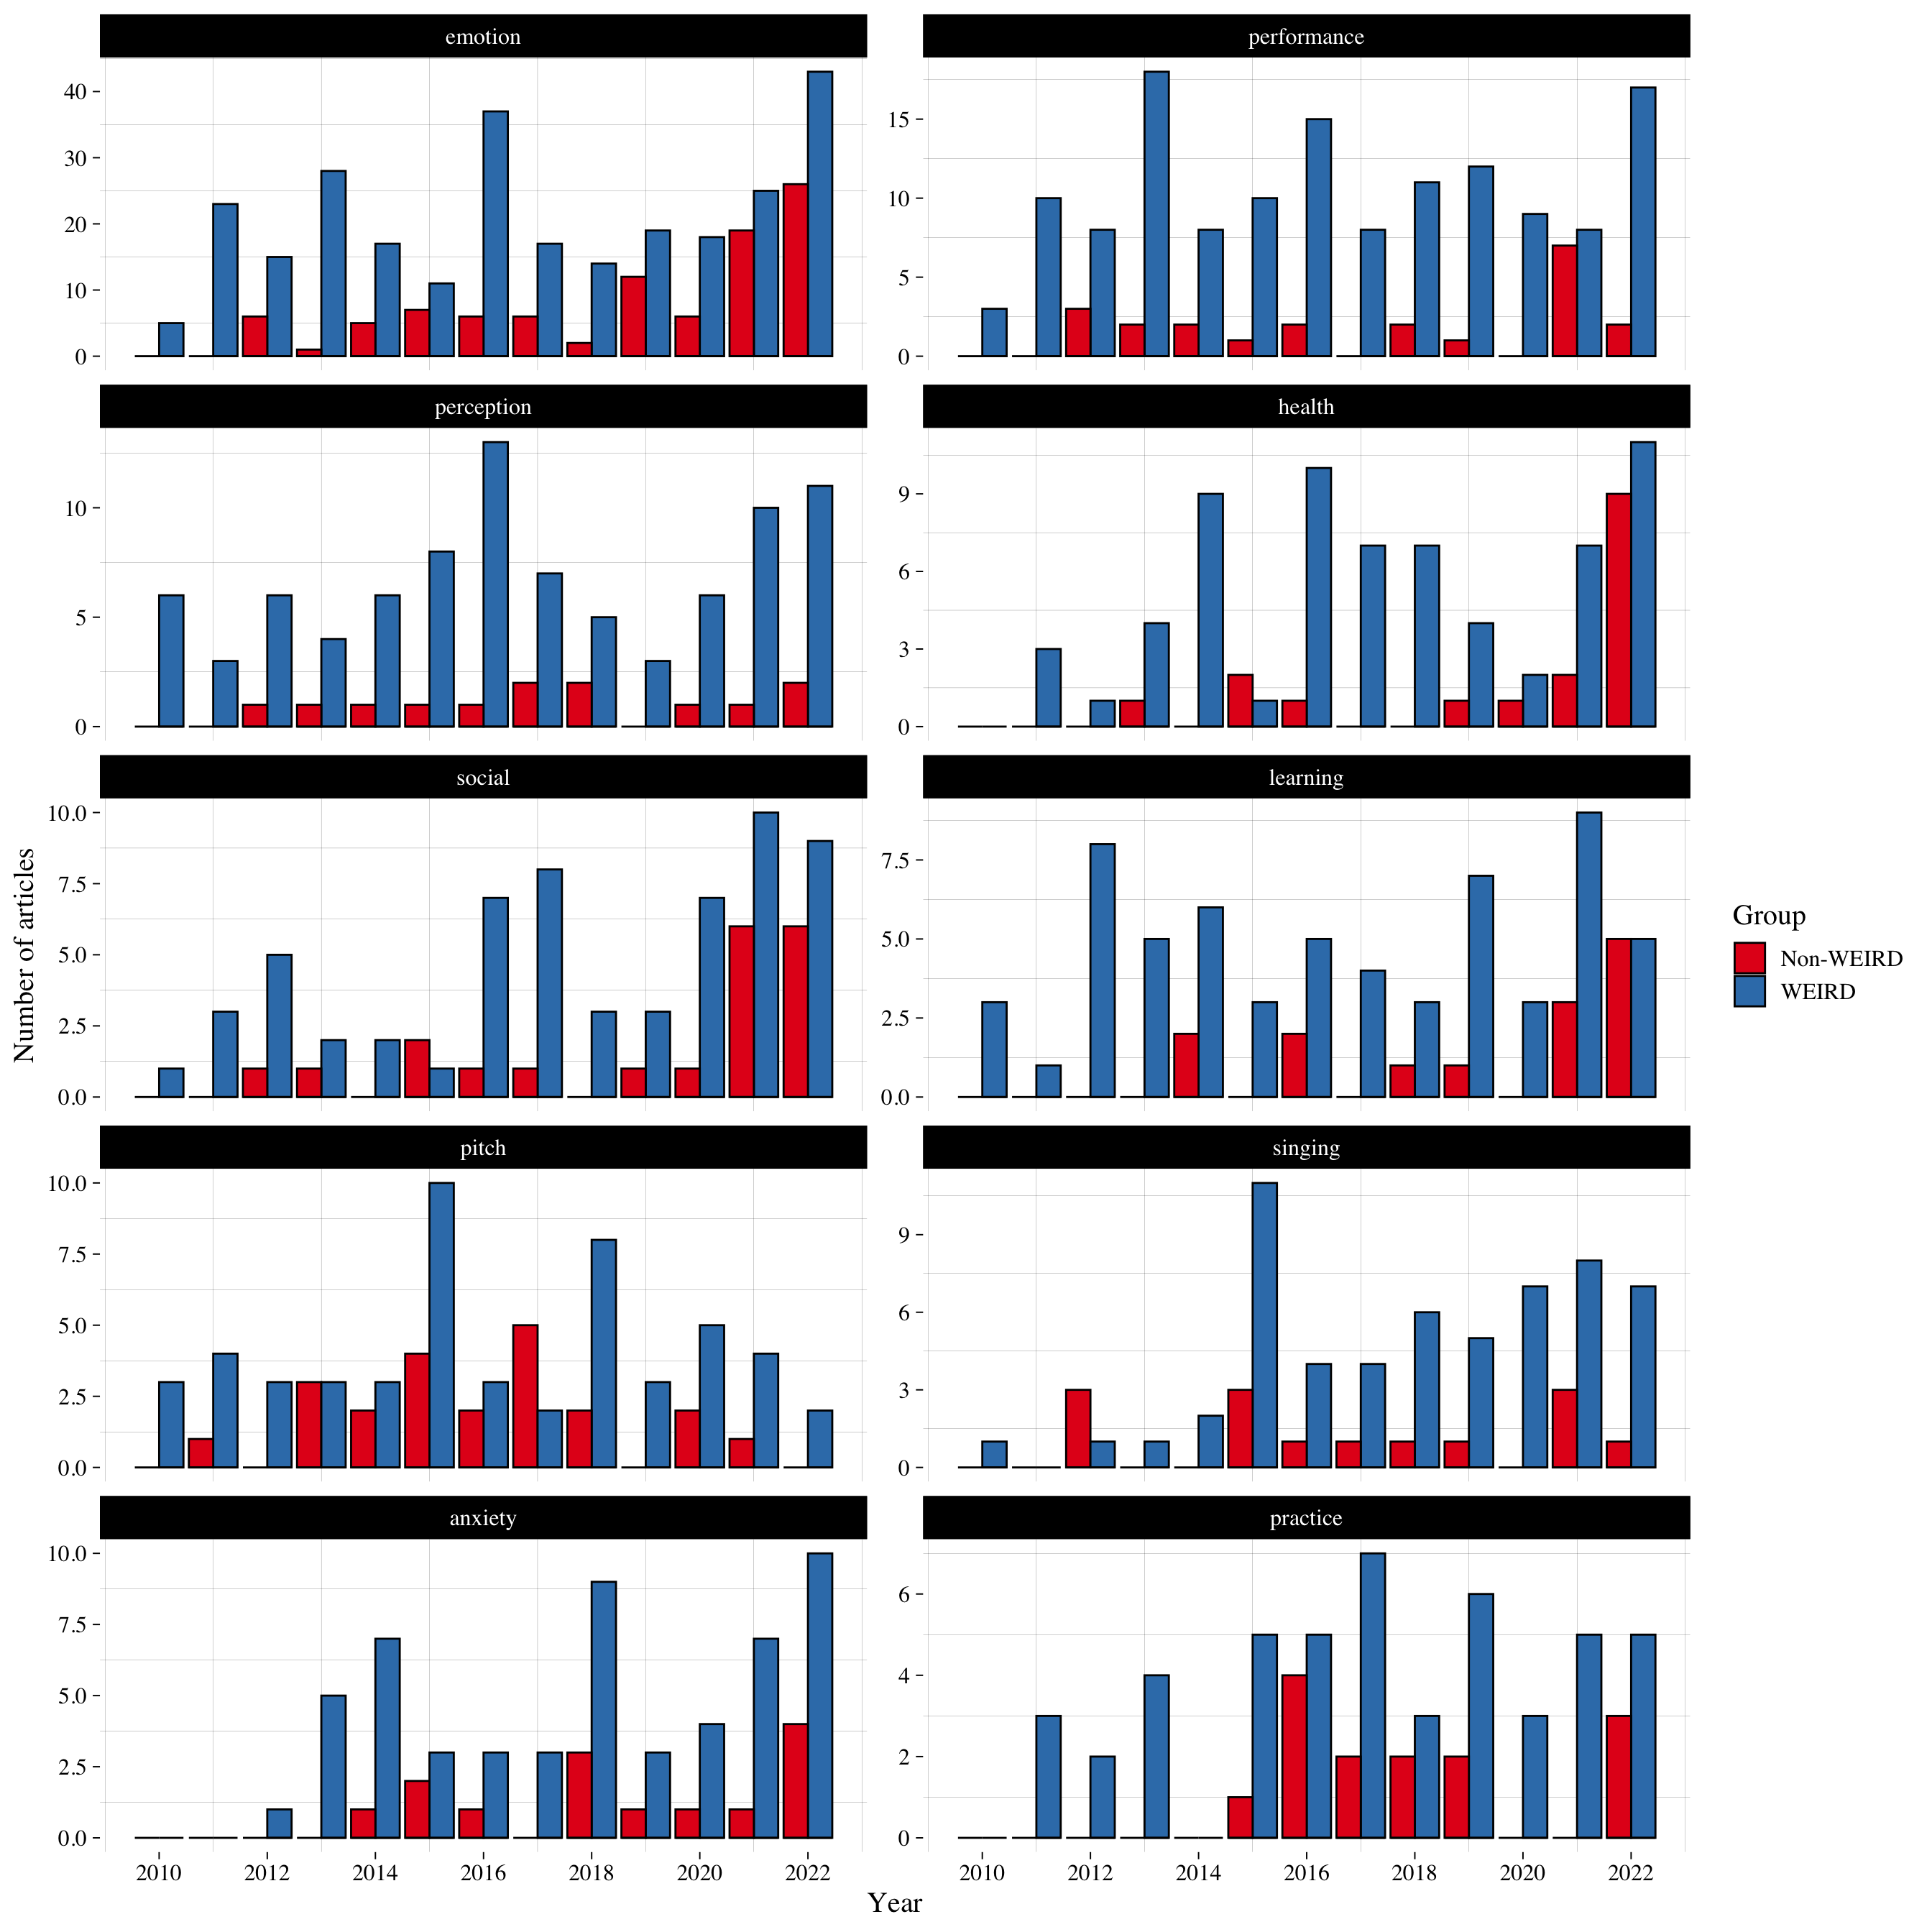 emotion
performance
40
30
20
10
0
15
10
5
0
perception
health
10
5
0
9
6
3
0
social
learning
10.0
7.5
5.0
2.5
0.0
7.5
5.0
2.5
0.0
pitch
singing
10.0
7.5
5.0
2.5
0.0
9
6
3
0
anxiety
practice
10.0
7.5
5.0
2.5
0.0
6
4
2
0
2010 2012 2014 2016 2018 2020 2022
2010 2012 2014 2016 2018 2020 2022
Year
Number of articles
Group
Non-WEIRD
WEIRD